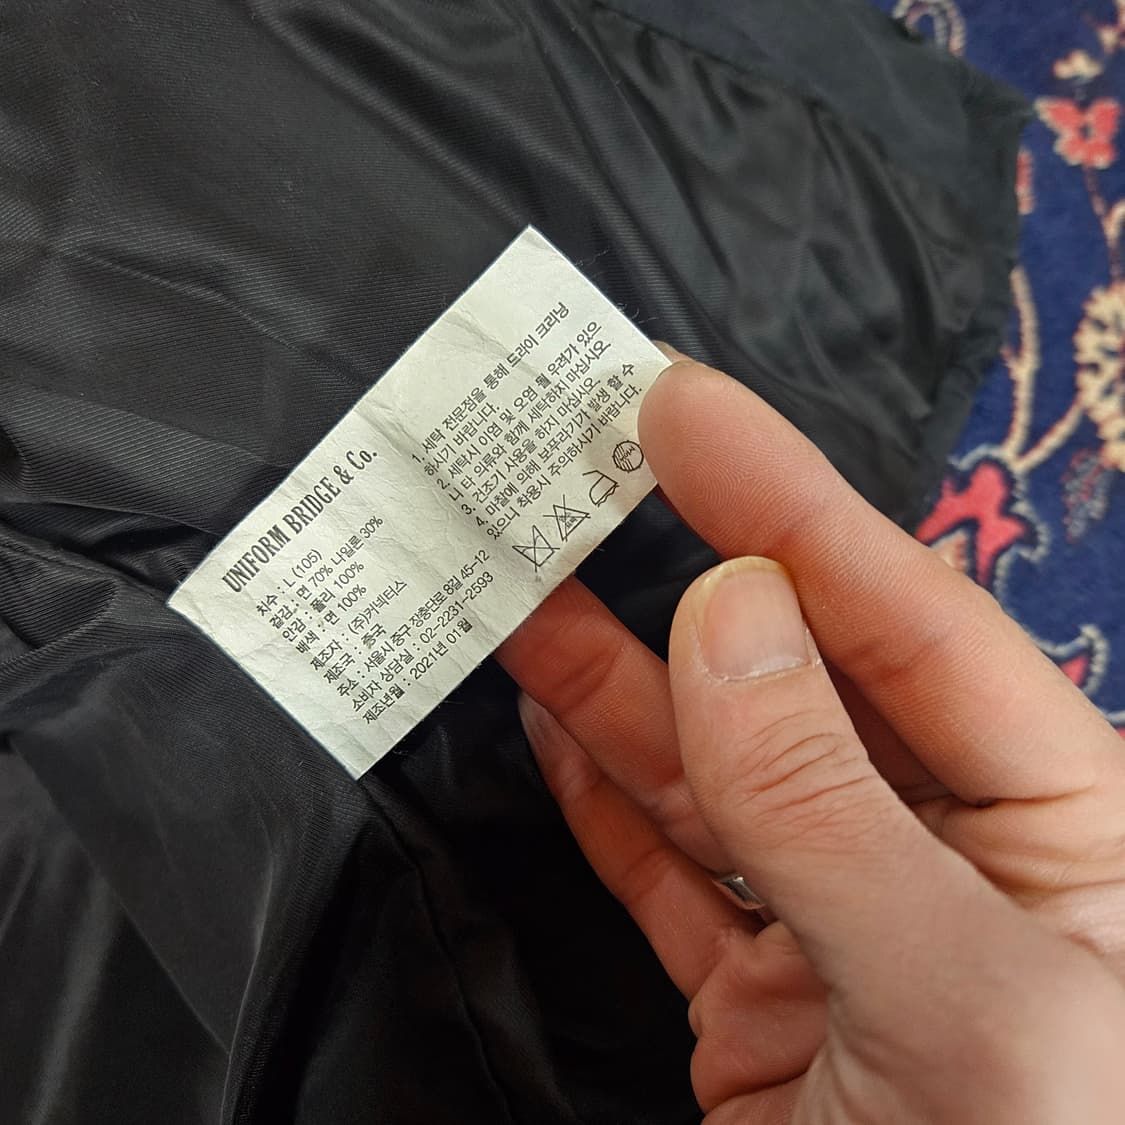 UNIFORM BRIDGE & Co.
치수 : L (105)
겉감 : 면 70% 나일론 30%
안감 : 폴리 100%
배색 : 면 100%
제조자 : (주)커넥티스
제조국 : 중국
주소 : 서울시 중구 장충단로 8길 45-12
소비자 상담실 : 02-2231-2593
제조년월 : 2021년 01월
1. 세탁 전문점을 통해 드라이 크리닝
하시기 바랍니다.
2. 세탁시 이염 및 오염 될 우려가 있으
니 타 의류와 함께 세탁하지 마십시오
3. 건조기 사용을 하지 마십시오.
4. 마찰에 의해 보푸라기가 발생 할 수
있으니 착용시 주의하시기 바랍니다.